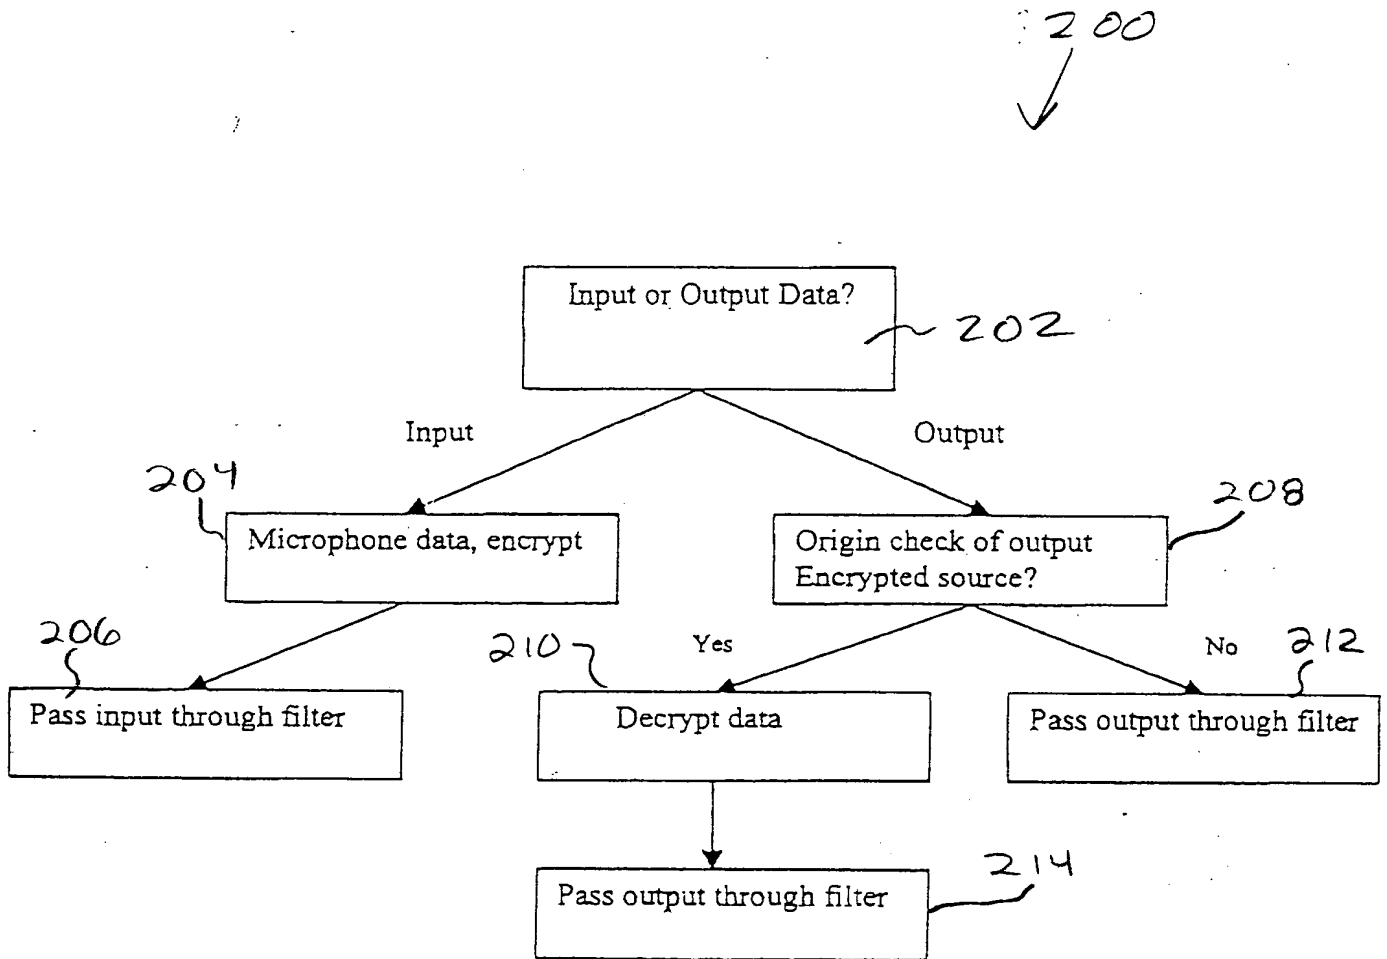 200
Input or Output Data?
202
Input
Output
204
208
Microphone data, encrypt
Origin check of output
Encrypted source?
206
210
Yes
No
212
Pass input through filter
Decrypt data
Pass output through filter
214
Pass output through filter